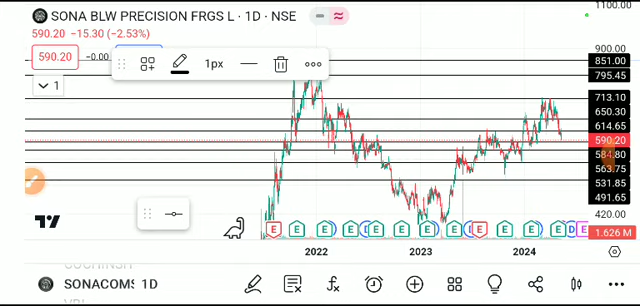 SONA BLW PRECISION FRGS L · 1D · NSE
590.20 −15.30 (−2.53%)
590.20 −0.00
1px
1
1100.00
900.00
851.00
795.45
713.10
650.30
614.65
590.20
584.80
563.75
531.85
491.65
420.00
1.626 M
E E E D E E E E D E E E E D E
2022 2023 2024
SONACOMS 1D